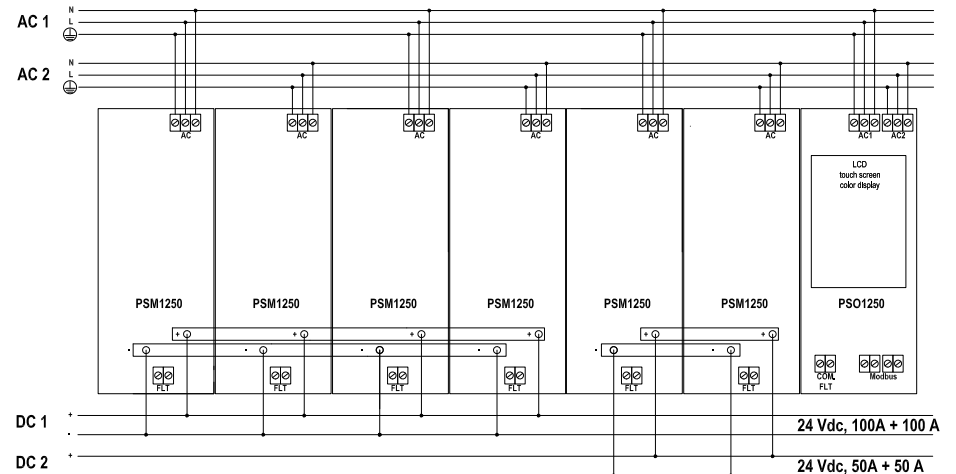 AC 1
N
L
AC 2
N
L
AC
AC
AC
AC
AC
AC
AC1
AC2
LCD
touch screen
color display
PSM1250
PSM1250
PSM1250
PSM1250
PSM1250
PSM1250
PSO1250
+
+
+
+
+
+
-
-
-
-
-
-
FLT
FLT
FLT
FLT
FLT
FLT
COM.
FLT
Modbus
DC 1
+
-
24 Vdc, 100A + 100 A
DC 2
+
24 Vdc, 50A + 50 A